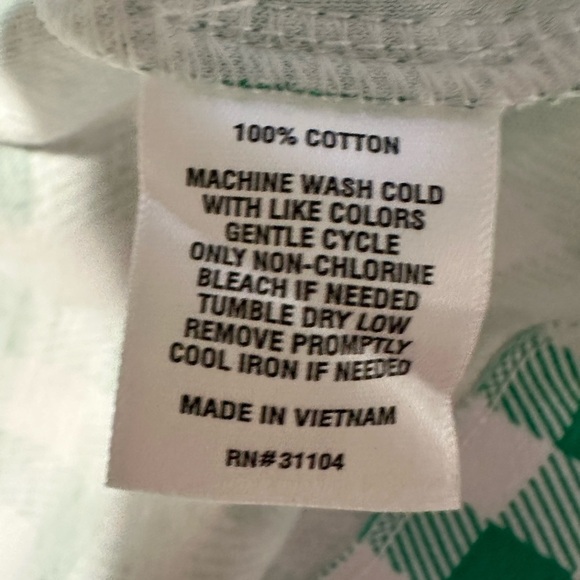 100% COTTON
MACHINE WASH COLD
WITH LIKE COLORS
GENTLE CYCLE
ONLY NON-CHLORINE
BLEACH IF NEEDED
TUMBLE DRY LOW
REMOVE PROMPTLY
COOL IRON IF NEEDED
MADE IN VIETNAM
RN#31104